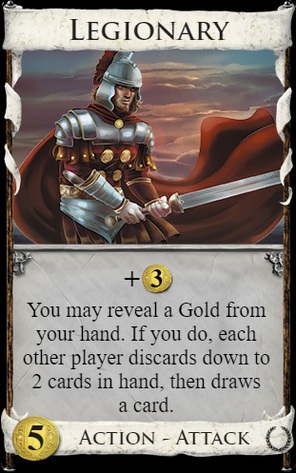 LEGIONARY
+3
You may reveal a Gold from
your hand. If you do, each
other player discards down to
2 cards in hand, then draws
a card.
5 ACTION - ATTACK